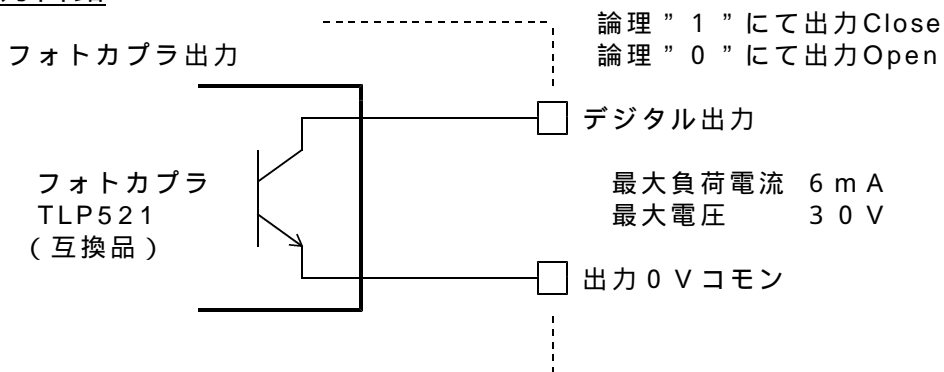 論理”１”にて出力Close
フォトカプラ出力
論理”０”にて出力Open
デジタル出力
フォトカプラ
TLP521
（互換品）
最大負荷電流 ６ｍＡ
最大電圧 ３０Ｖ
出力０Ｖコモン